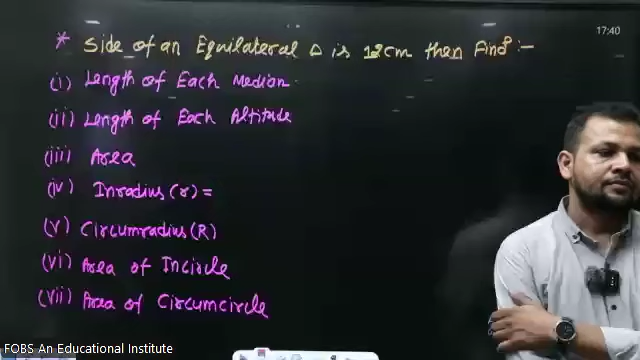 17:40
* Side of an Equilateral Δ is 12cm then Find :-
(i) Length of Each Median
(ii) Length of Each Altitude
(iii) Area
(iv) Inradius (r) =
(v) Circumradius (R)
(vi) Area of Incircle
(vii) Area of Circumcircle
FOBS An Educational Institute